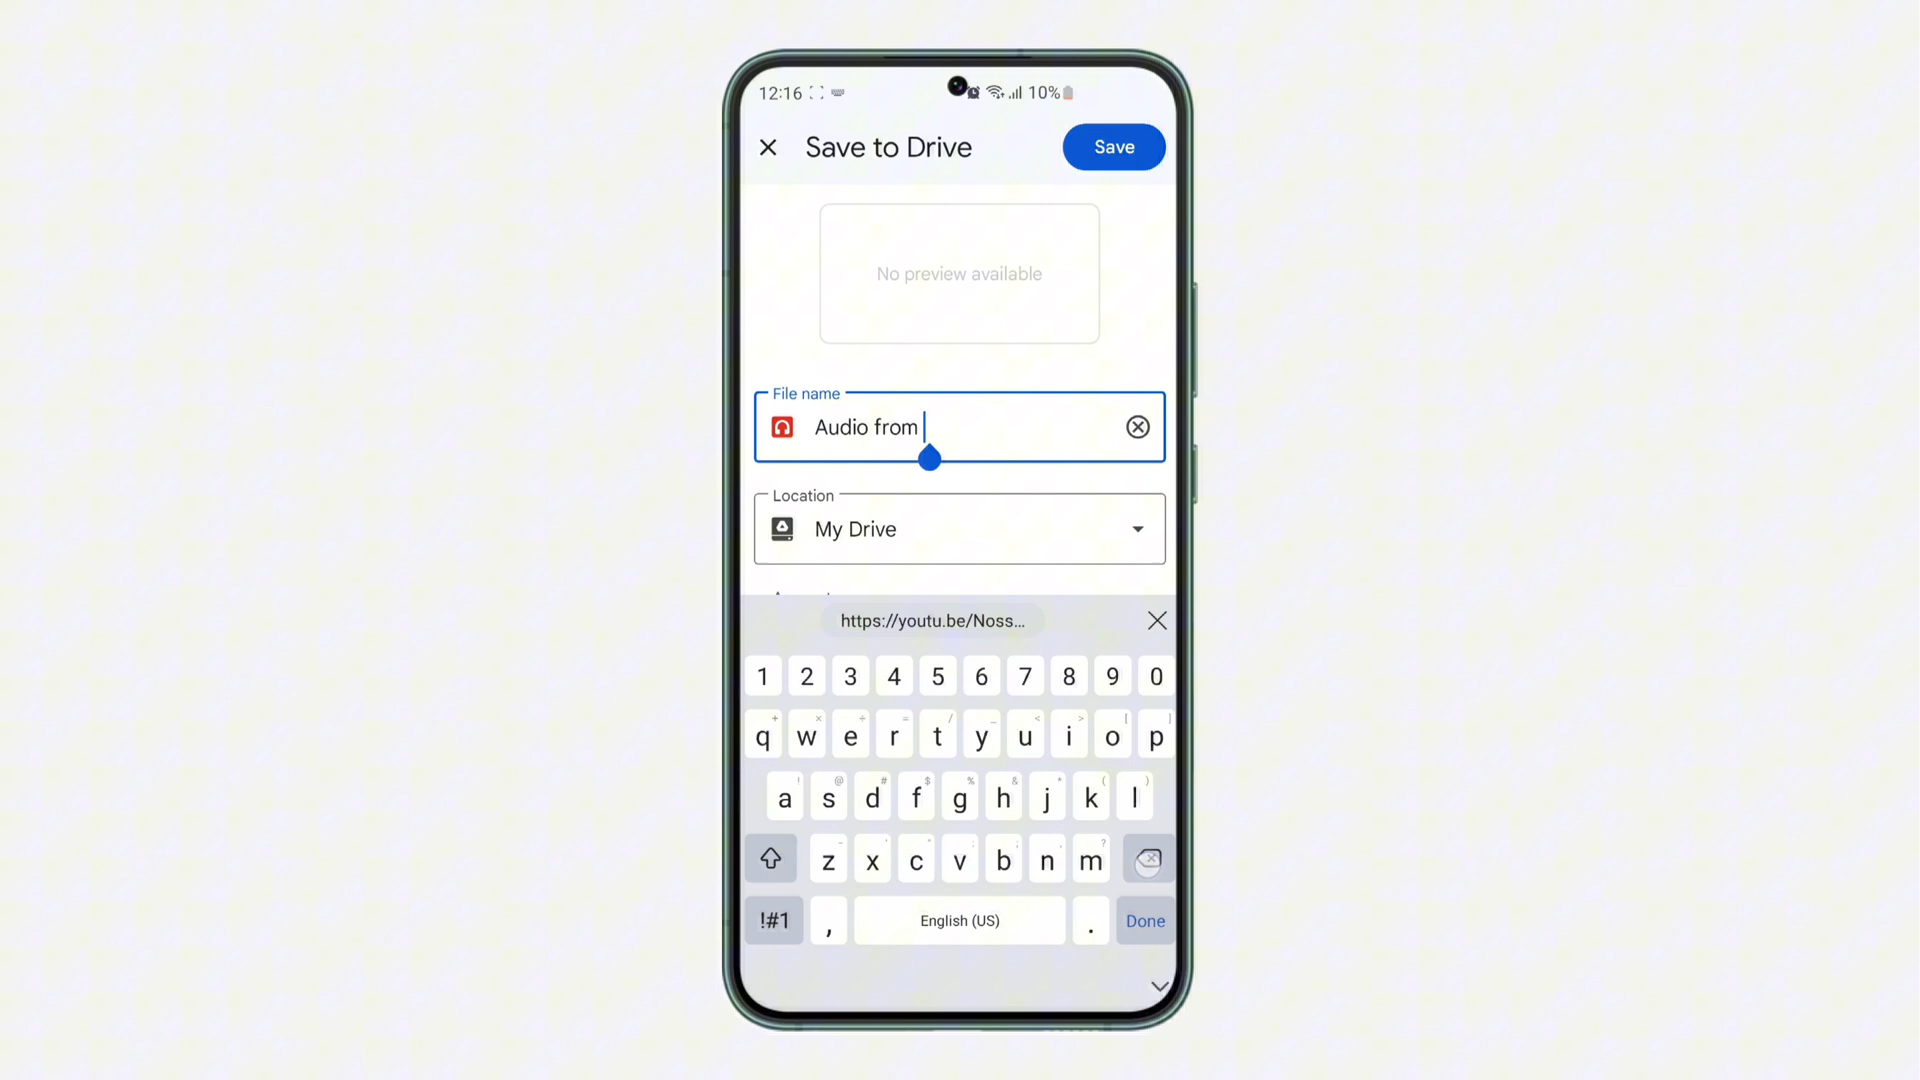 12:16 10%
Save to Drive Save
No preview available
File name
Audio from
Location
My Drive
https://youtu.be/Noss...
1 2 3 4 5 6 7 8 9 0
q w e r t y u i o p
a s d f g h j k l
z x c v b n m
!#1 , English (US) . Done